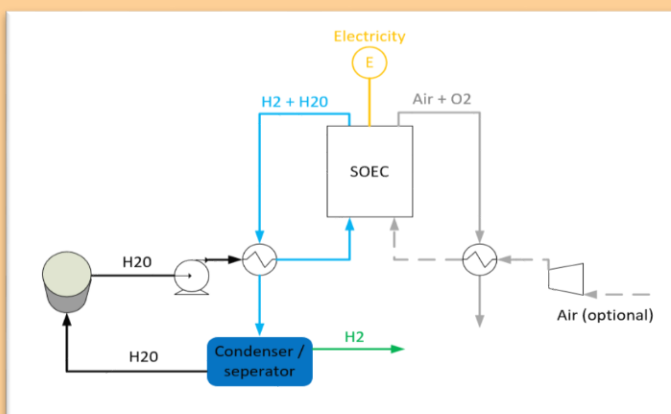 Electricity
E
H2 + H20
Air + O2
SOEC
H20
Air (optional)
H2
Condenser /
seperator
H20